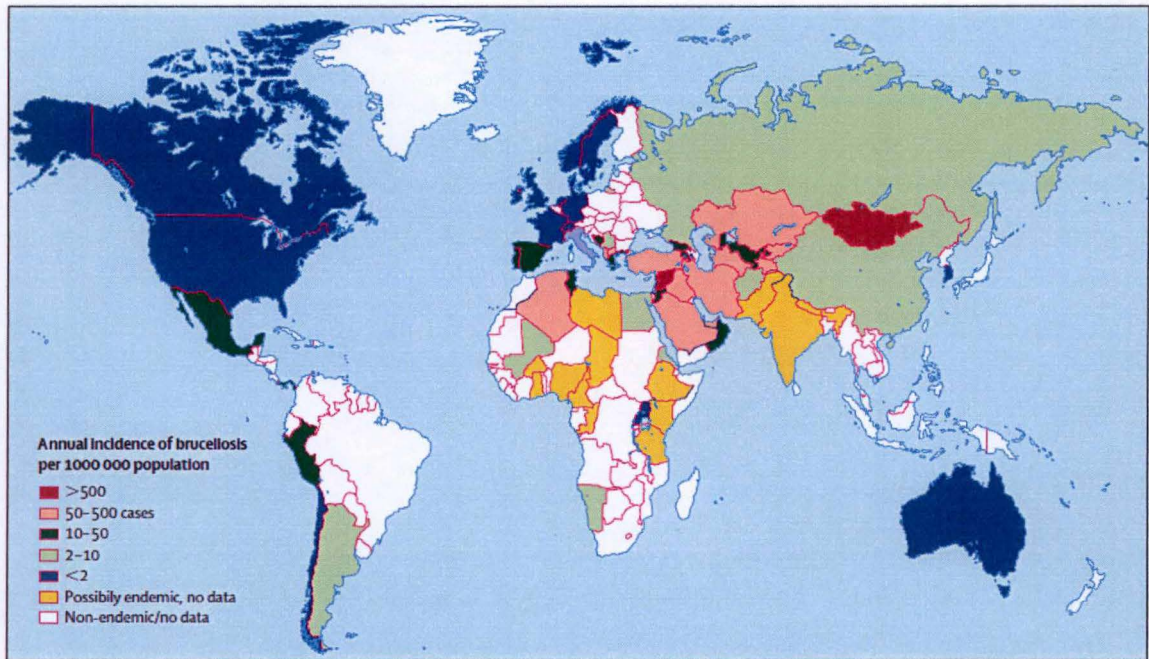 Annual incidence of brucellosis
per 1000 000 population
>500
50–500 cases
10–50
2–10
<2
Possibily endemic, no data
Non-endemic/no data